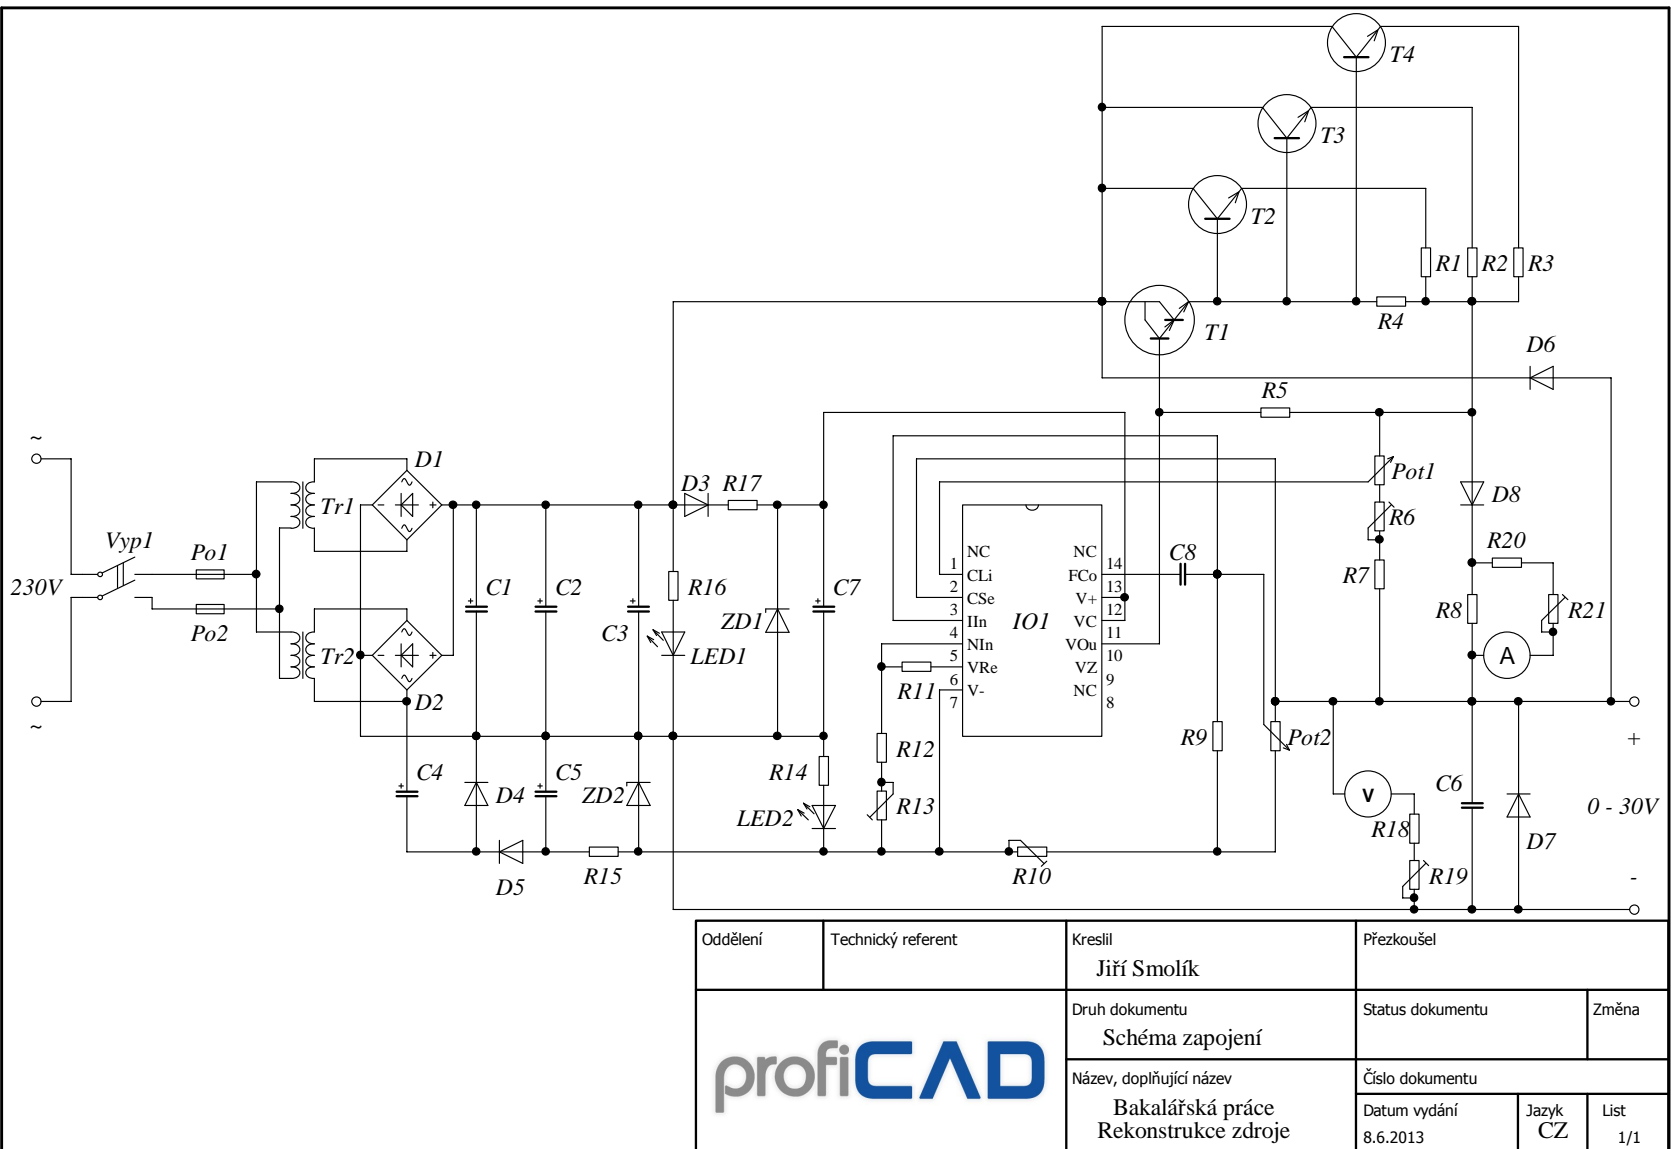 T4
T3
T2
R1
R2
R3
T1
R4
D6
R5
~
D1
D3
R17
Pot1
D8
Tr1
R6
Vyp1
Po1
230V
Po2
C1
C2
R16
C3
LED1
ZD1
C7
NC
1
CLi
2
CSe
3
IIn
4
NIn
5
VRe
6
V-
7
IO1
NC
14
FCo
13
V+
12
VC
11
VOu
10
VZ
9
NC
8
C8
R7
R20
R8
R21
A
Tr2
D2
R11
~
R12
R9
Pot2
+
C4
D4
C5
ZD2
R14
LED2
R13
V
C6
0 - 30V
R18
D7
D5
R15
R10
R19
-
~
~
~
~
-
+
-
+
+
+
+
+
+
+
Oddělení
Technický referent
Kreslil
Jiří Smolík
Přezkoušel
profiCAD
Druh dokumentu
Schéma zapojení
Status dokumentu
Změna
Název, doplňující název
Bakalářská práce
Rekonstrukce zdroje
Číslo dokumentu
Datum vydání
8.6.2013
Jazyk
CZ
List
1/1